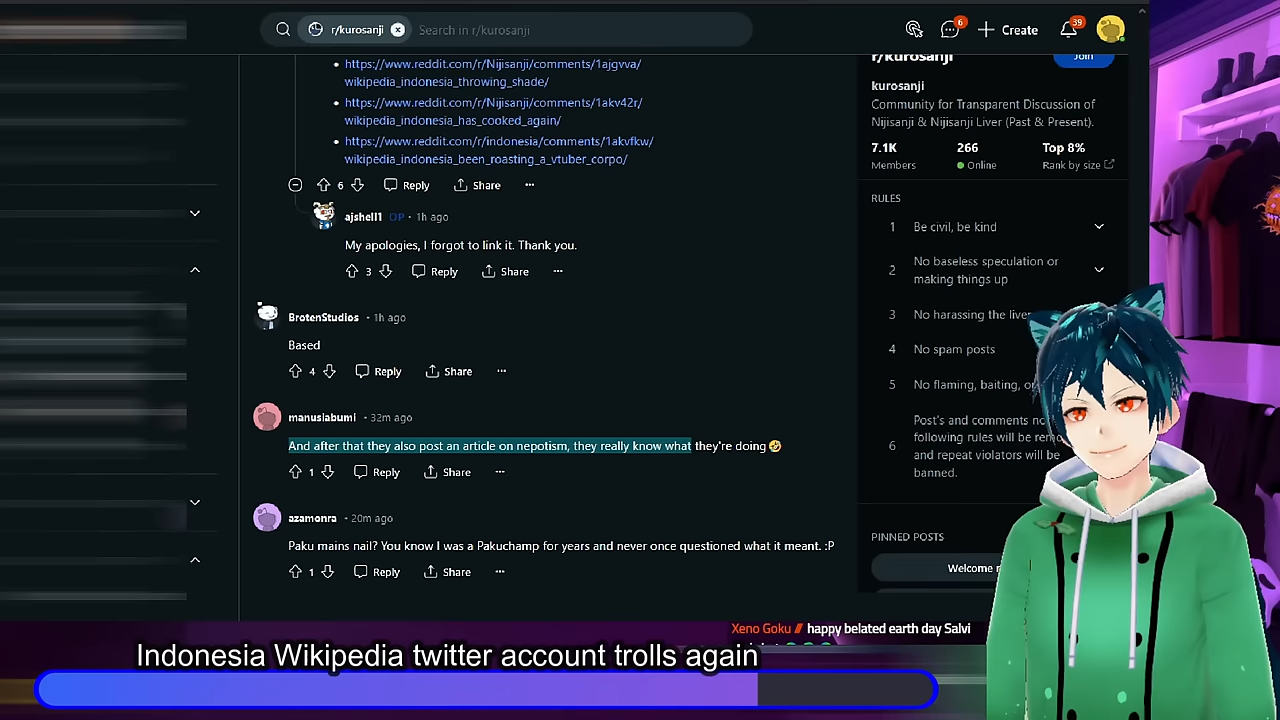 r/kurosanji
Search in r/kurosanji
6
Create
39
https://www.reddit.com/r/Nijisanji/comments/1ajgvva/
wikipedia_indonesia_throwing_shade/
https://www.reddit.com/r/Nijisanji/comments/1akv42r/
wikipedia_indonesia_has_cooked_again/
https://www.reddit.com/r/indonesia/comments/1akvfkw/
wikipedia_indonesia_been_roasting_a_vtuber_corpo/
6 Reply Share
ajshell1 OP • 1h ago
My apologies, I forgot to link it. Thank you.
3 Reply Share
BrotenStudios • 1h ago
Based
4 Reply Share
manusiabumi • 32m ago
And after that they also post an article on nepotism, they really know what they're doing 🤣
1 Reply Share
azamonra • 20m ago
Paku mains nail? You know I was a Pakuchamp for years and never once questioned what it meant. :P
1 Reply Share
r/kurosanji
Join
kurosanji
Community for Transparent Discussion of
Nijisanji & Nijisanji Liver (Past & Present).
7.1K 266 Top 8%
Members Online Rank by size
RULES
1 Be civil, be kind
2 No baseless speculation or
making things up
3 No harassing the
4 No spam posts
5 No flaming, baiting,
6 Post's and comments
following rules will be
and repeat violators will be
banned.
PINNED POSTS
Welcome
Xeno Goku // happy belated earth day Salvi
Indonesia Wikipedia twitter account trolls again